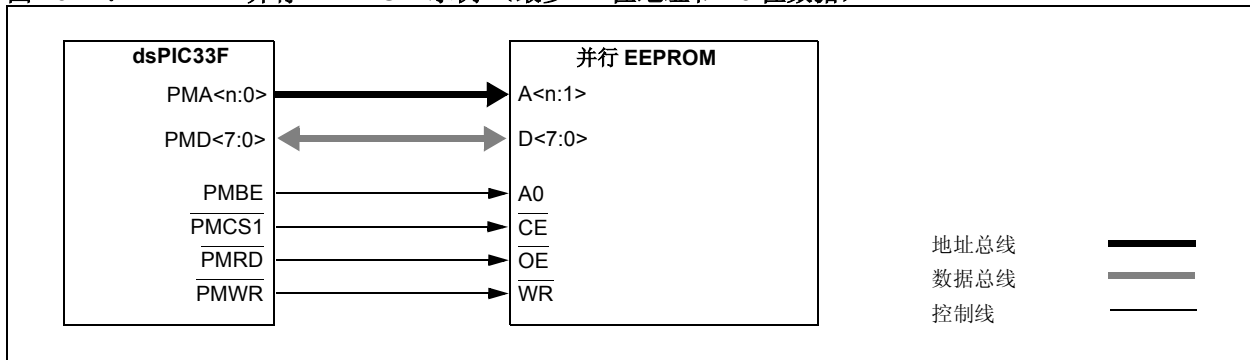 dsPIC33F
并行 EEPROM
PMA<n:0>
A<n:1>
PMD<7:0>
D<7:0>
PMBE
A0
PMCS1
CE
PMRD
OE
PMWR
WR
地址总线
数据总线
控制线